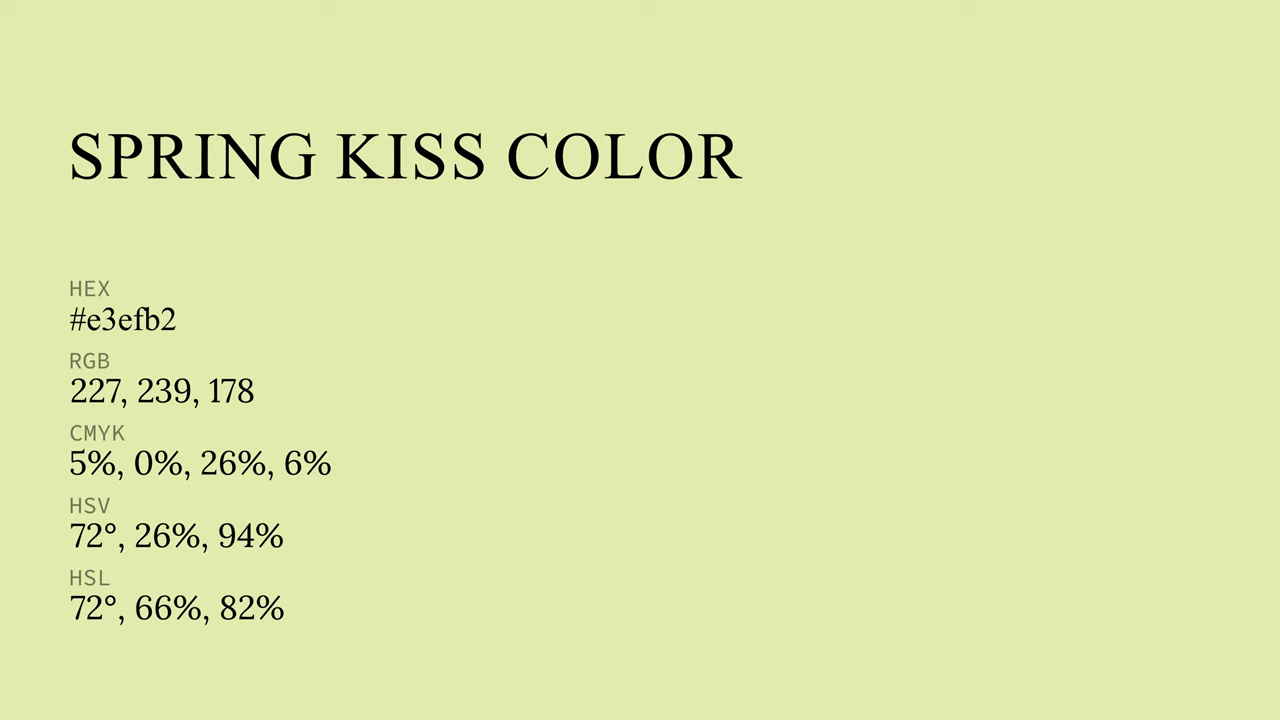 SPRING KISS COLOR
HEX
#e3efb2
RGB
227, 239, 178
CMYK
5%, 0%, 26%, 6%
HSV
72°, 26%, 94%
HSL
72°, 66%, 82%